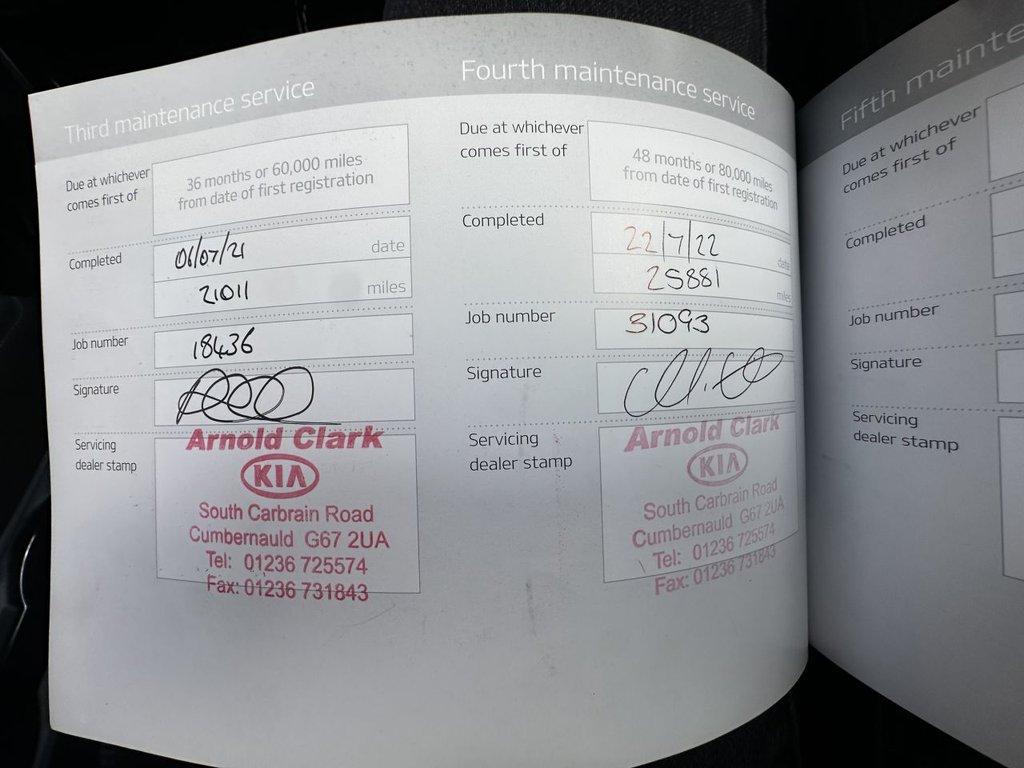 Third maintenance service
Due at whichever
comes first of
36 months or 60,000 miles
from date of first registration
Completed
06/07/21 date
21011 miles
Job number
18436
Signature
Servicing
dealer stamp
Arnold Clark
KIA
South Carbrain Road
Cumbernauld G67 2UA
Tel: 01236 725574
Fax: 01236 731843
Fourth maintenance service
Due at whichever
comes first of
48 months or 80,000 miles
from date of first registration
Completed
22/7/22 date
25881 miles
Job number
31093
Signature
Servicing
dealer stamp
Arnold Clark
KIA
South Carbrain Road
Cumbernauld G67 2UA
Tel: 01236 725574
Fax: 01236 731843
Fifth mainte
Due at whichever
comes first of
Completed
Job number
Signature
Servicing
dealer stamp